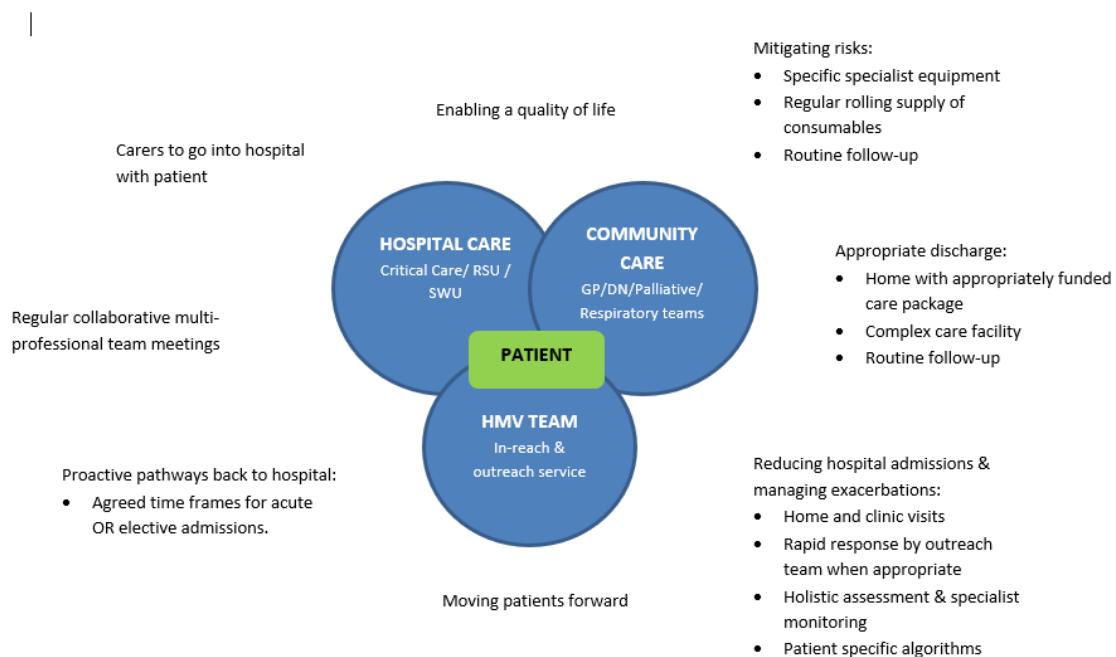 Mitigating risks:
• Specific specialist equipment
• Regular rolling supply of
consumables
• Routine follow-up
Enabling a quality of life
Carers to go into hospital
with patient
HOSPITAL CARE
Critical Care/ RSU /
SWU
COMMUNITY
CARE
GP/DN/Palliative/
Respiratory teams
Appropriate discharge:
• Home with appropriately funded
care package
• Complex care facility
• Routine follow-up
Regular collaborative multi-
professional team meetings
PATIENT
HMV TEAM
In-reach &
outreach service
Proactive pathways back to hospital:
• Agreed time frames for acute
OR elective admissions.
Reducing hospital admissions &
managing exacerbations:
• Home and clinic visits
• Rapid response by outreach
team when appropriate
• Holistic assessment & specialist
monitoring
• Patient specific algorithms
Moving patients forward